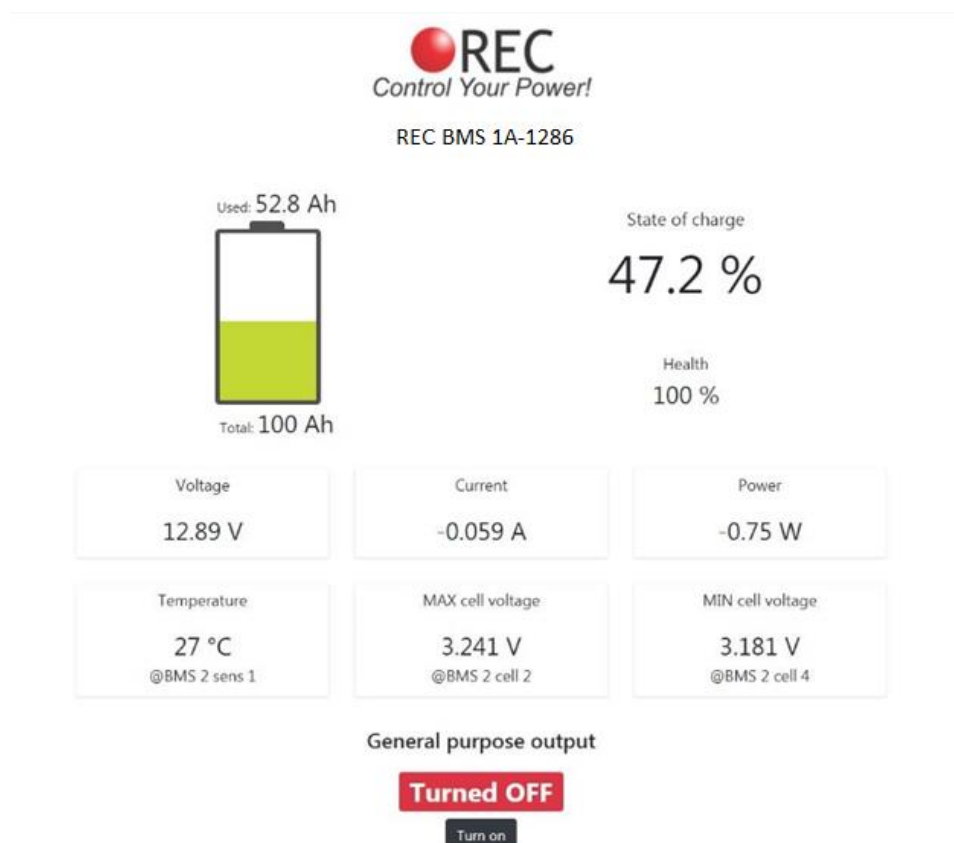 REC
Control Your Power!
REC BMS 1A-1286
Used: 52.8 Ah
Total: 100 Ah
State of charge
47.2 %
Health
100 %
Voltage
12.89 V
Current
-0.059 A
Power
-0.75 W
Temperature
27 °C
@BMS 2 sens 1
MAX cell voltage
3.241 V
@BMS 2 cell 2
MIN cell voltage
3.181 V
@BMS 2 cell 4
General purpose output
Turned OFF
Turn on